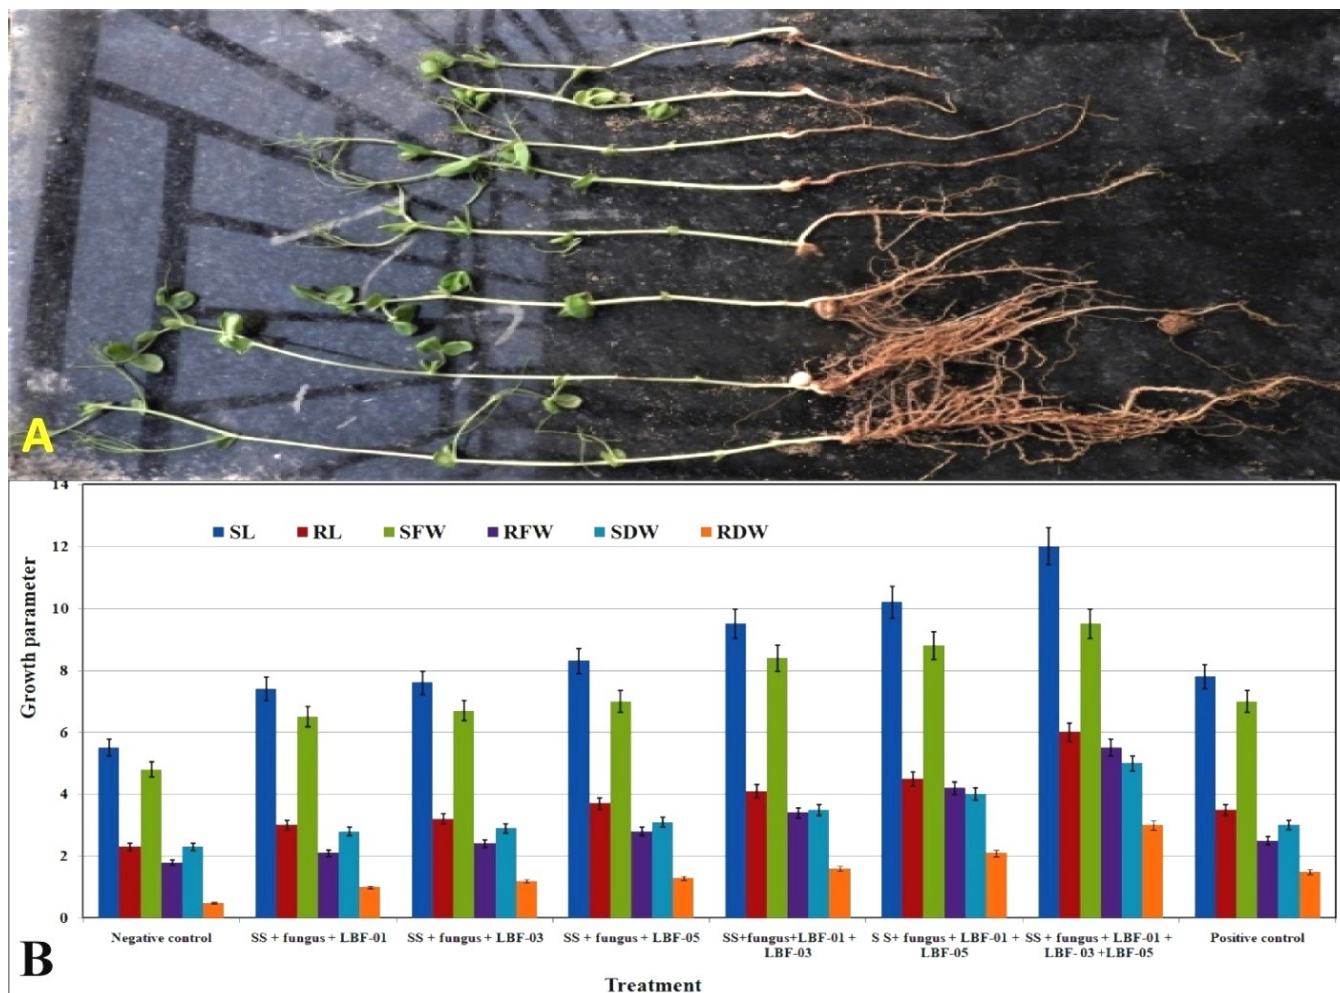 A
14
SL RL SFW RFW SDW RDW
12
10
8
6
4
2
0
Growth parameter
Negative control
SS + fungus + LBF-01
SS + fungus + LBF-03
SS + fungus + LBF-05
SS+fungus+LBF-01 +
LBF-03
S S+ fungus + LBF-01 +
LBF-05
SS + fungus + LBF-01 +
LBF- 03 +LBF-05
Positive control
B
Treatment